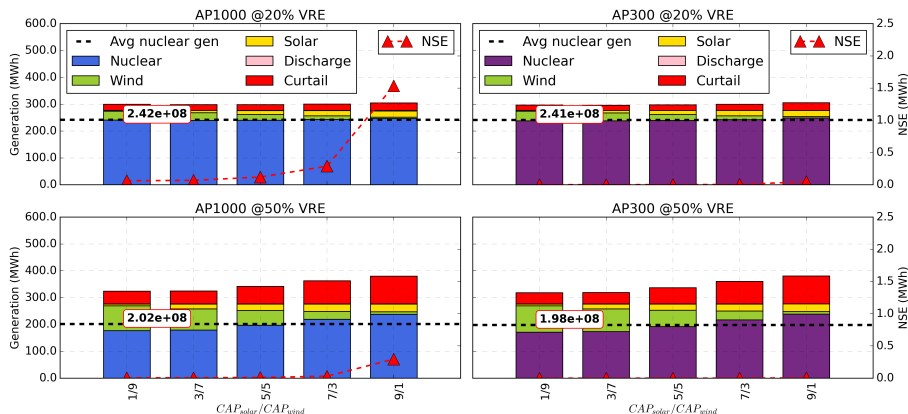 AP1000 @20% VRE
AP300 @20% VRE
600.0
500.0
400.0
300.0
200.0
100.0
0.0
Generation (MWh)
Avg nuclear gen
Nuclear
Wind
Solar
Discharge
Curtail
NSE
2.42e+08
Avg nuclear gen
Nuclear
Wind
Solar
Discharge
Curtail
NSE
2.41e+08
2.5
2.0
1.5
1.0
0.5
0.0
NSE (MWh)
AP1000 @50% VRE
AP300 @50% VRE
600.0
500.0
400.0
300.0
200.0
100.0
0.0
Generation (MWh)
2.02e+08
1.98e+08
2.5
2.0
1.5
1.0
0.5
0.0
NSE (MWh)
1/9
3/7
5/5
7/3
9/1
1/9
3/7
5/5
7/3
9/1
CAP_solar/CAP_wind
CAP_solar/CAP_wind